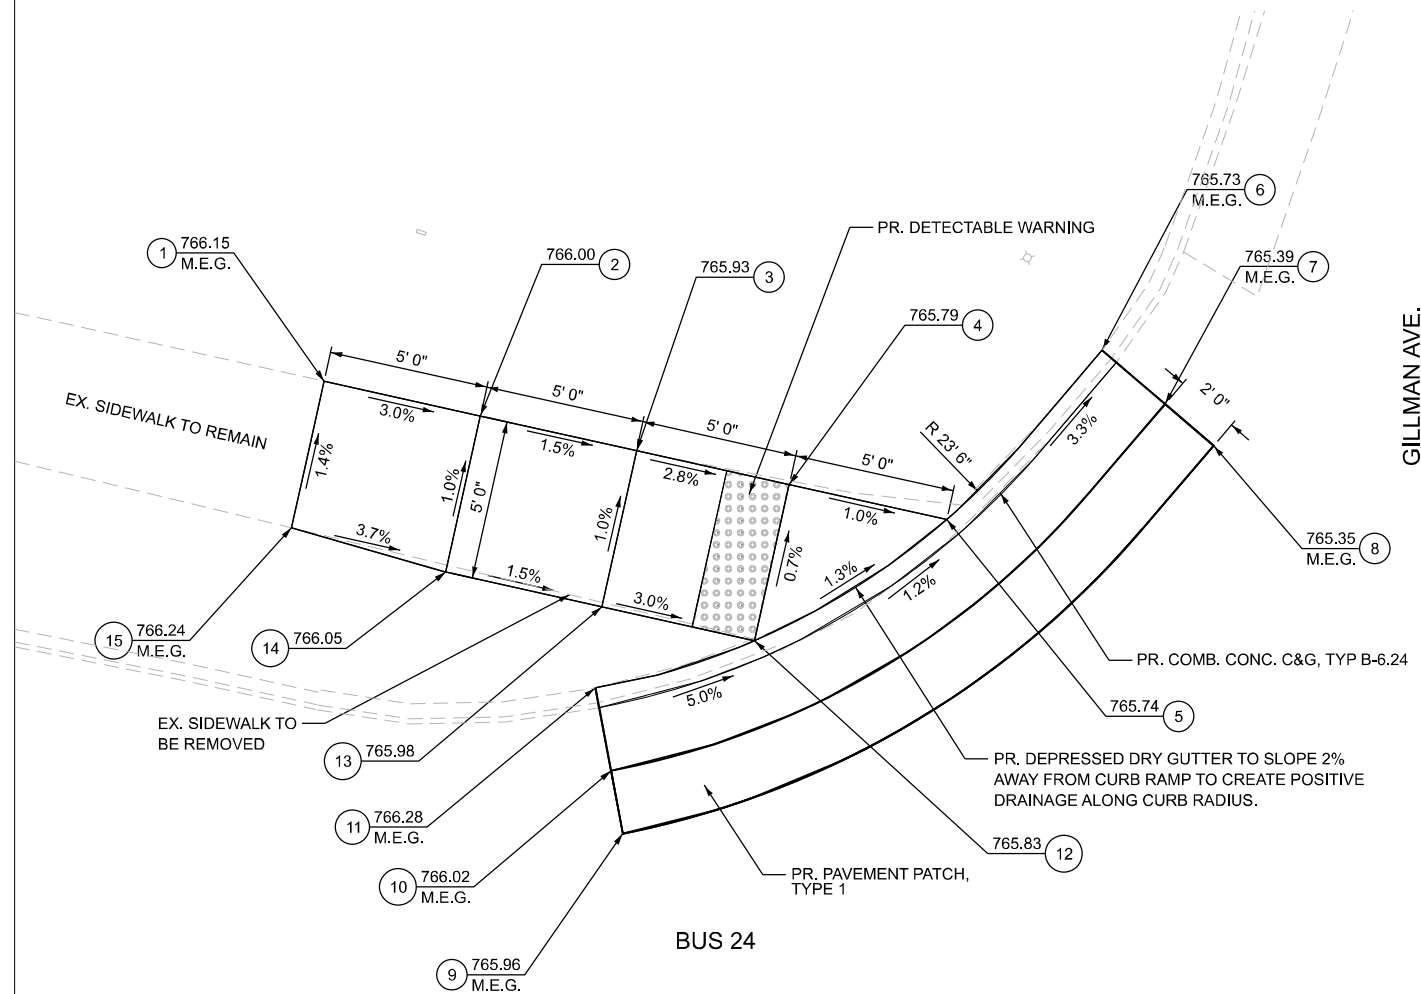 765.73
6
M.E.G.
PR. DETECTABLE WARNING
1
766.15
M.E.G.
766.00
2
765.93
3
765.39
7
M.E.G.
765.79
4
5' 0"
5' 0"
5' 0"
5' 0"
2' 0"
GILLMAN AVE.
EX. SIDEWALK TO REMAIN
3.0%
1.5%
2.8%
1.0%
R 23' 6"
3.3%
1.4%
1.0%
5' 0"
1.0%
0.7%
3.7%
1.5%
3.0%
1.3%
1.2%
765.35
8
M.E.G.
15
766.24
M.E.G.
14
766.05
5.0%
PR. COMB. CONC. C&G, TYP B-6.24
765.74
5
EX. SIDEWALK TO
BE REMOVED
13
765.98
PR. DEPRESSED DRY GUTTER TO SLOPE 2%
AWAY FROM CURB RAMP TO CREATE POSITIVE
DRAINAGE ALONG CURB RADIUS.
11
766.28
M.E.G.
765.83
12
10
766.02
M.E.G.
PR. PAVEMENT PATCH,
TYPE 1
BUS 24
9
765.96
M.E.G.